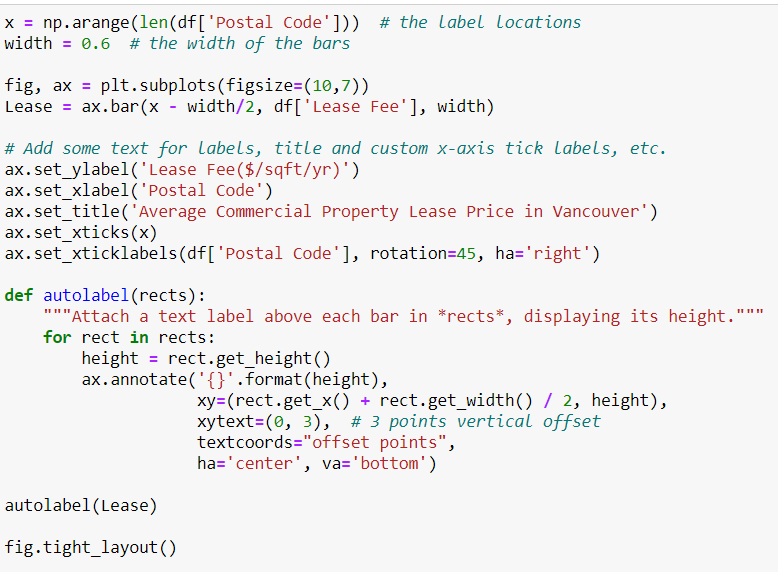 x = np.arange(len(df['Postal Code']))  # the label locations
width = 0.6  # the width of the bars

fig, ax = plt.subplots(figsize=(10,7))
Lease = ax.bar(x - width/2, df['Lease Fee'], width)

# Add some text for labels, title and custom x-axis tick labels, etc.
ax.set_ylabel('Lease Fee($/sqft/yr)')
ax.set_xlabel('Postal Code')
ax.set_title('Average Commercial Property Lease Price in Vancouver')
ax.set_xticks(x)
ax.set_xticklabels(df['Postal Code'], rotation=45, ha='right')

def autolabel(rects):
    """Attach a text label above each bar in *rects*, displaying its height."""
    for rect in rects:
        height = rect.get_height()
        ax.annotate('{}'.format(height),
                    xy=(rect.get_x() + rect.get_width() / 2, height),
                    xytext=(0, 3),  # 3 points vertical offset
                    textcoords="offset points",
                    ha='center', va='bottom')

autolabel(Lease)

fig.tight_layout()